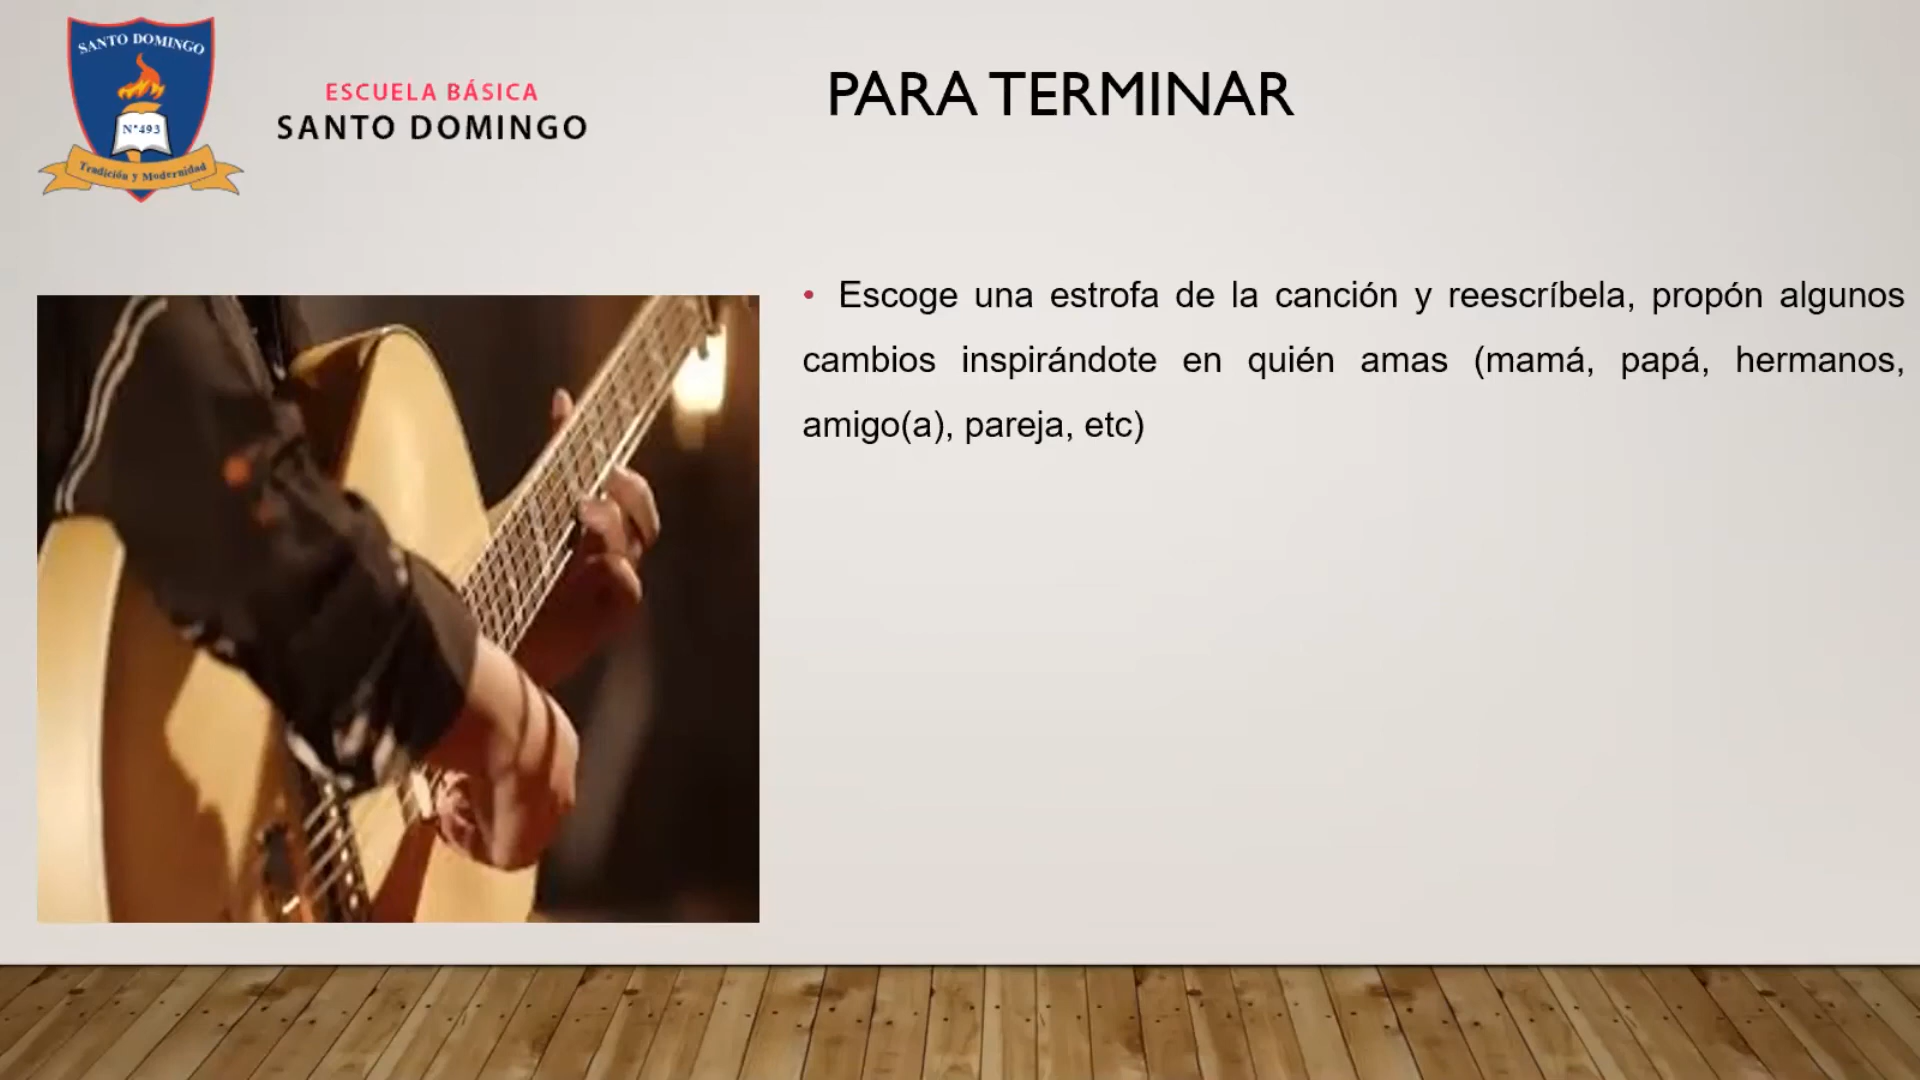 SANTO DOMINGO
N°493
Tradición y Modernidad
ESCUELA BÁSICA
SANTO DOMINGO
PARA TERMINAR
• Escoge una estrofa de la canción y reescríbela, propón algunos
cambios inspirándote en quién amas (mamá, papá, hermanos,
amigo(a), pareja, etc)